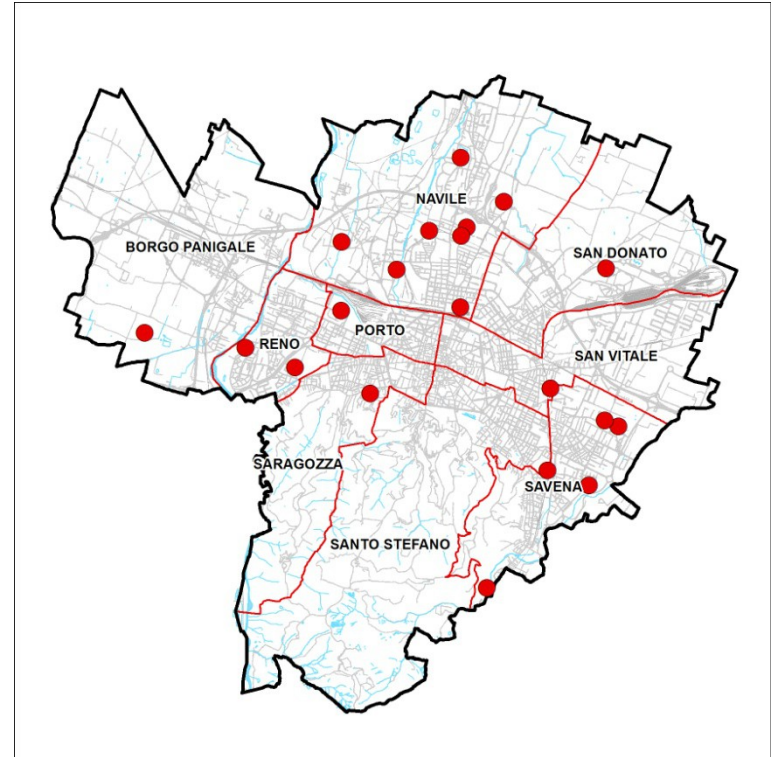 NAVILE
BORGO PANIGALE
SAN DONATO
PORTO
RENO
SAN VITALE
SARAGOZZA
SAVENA
SANTO STEFANO